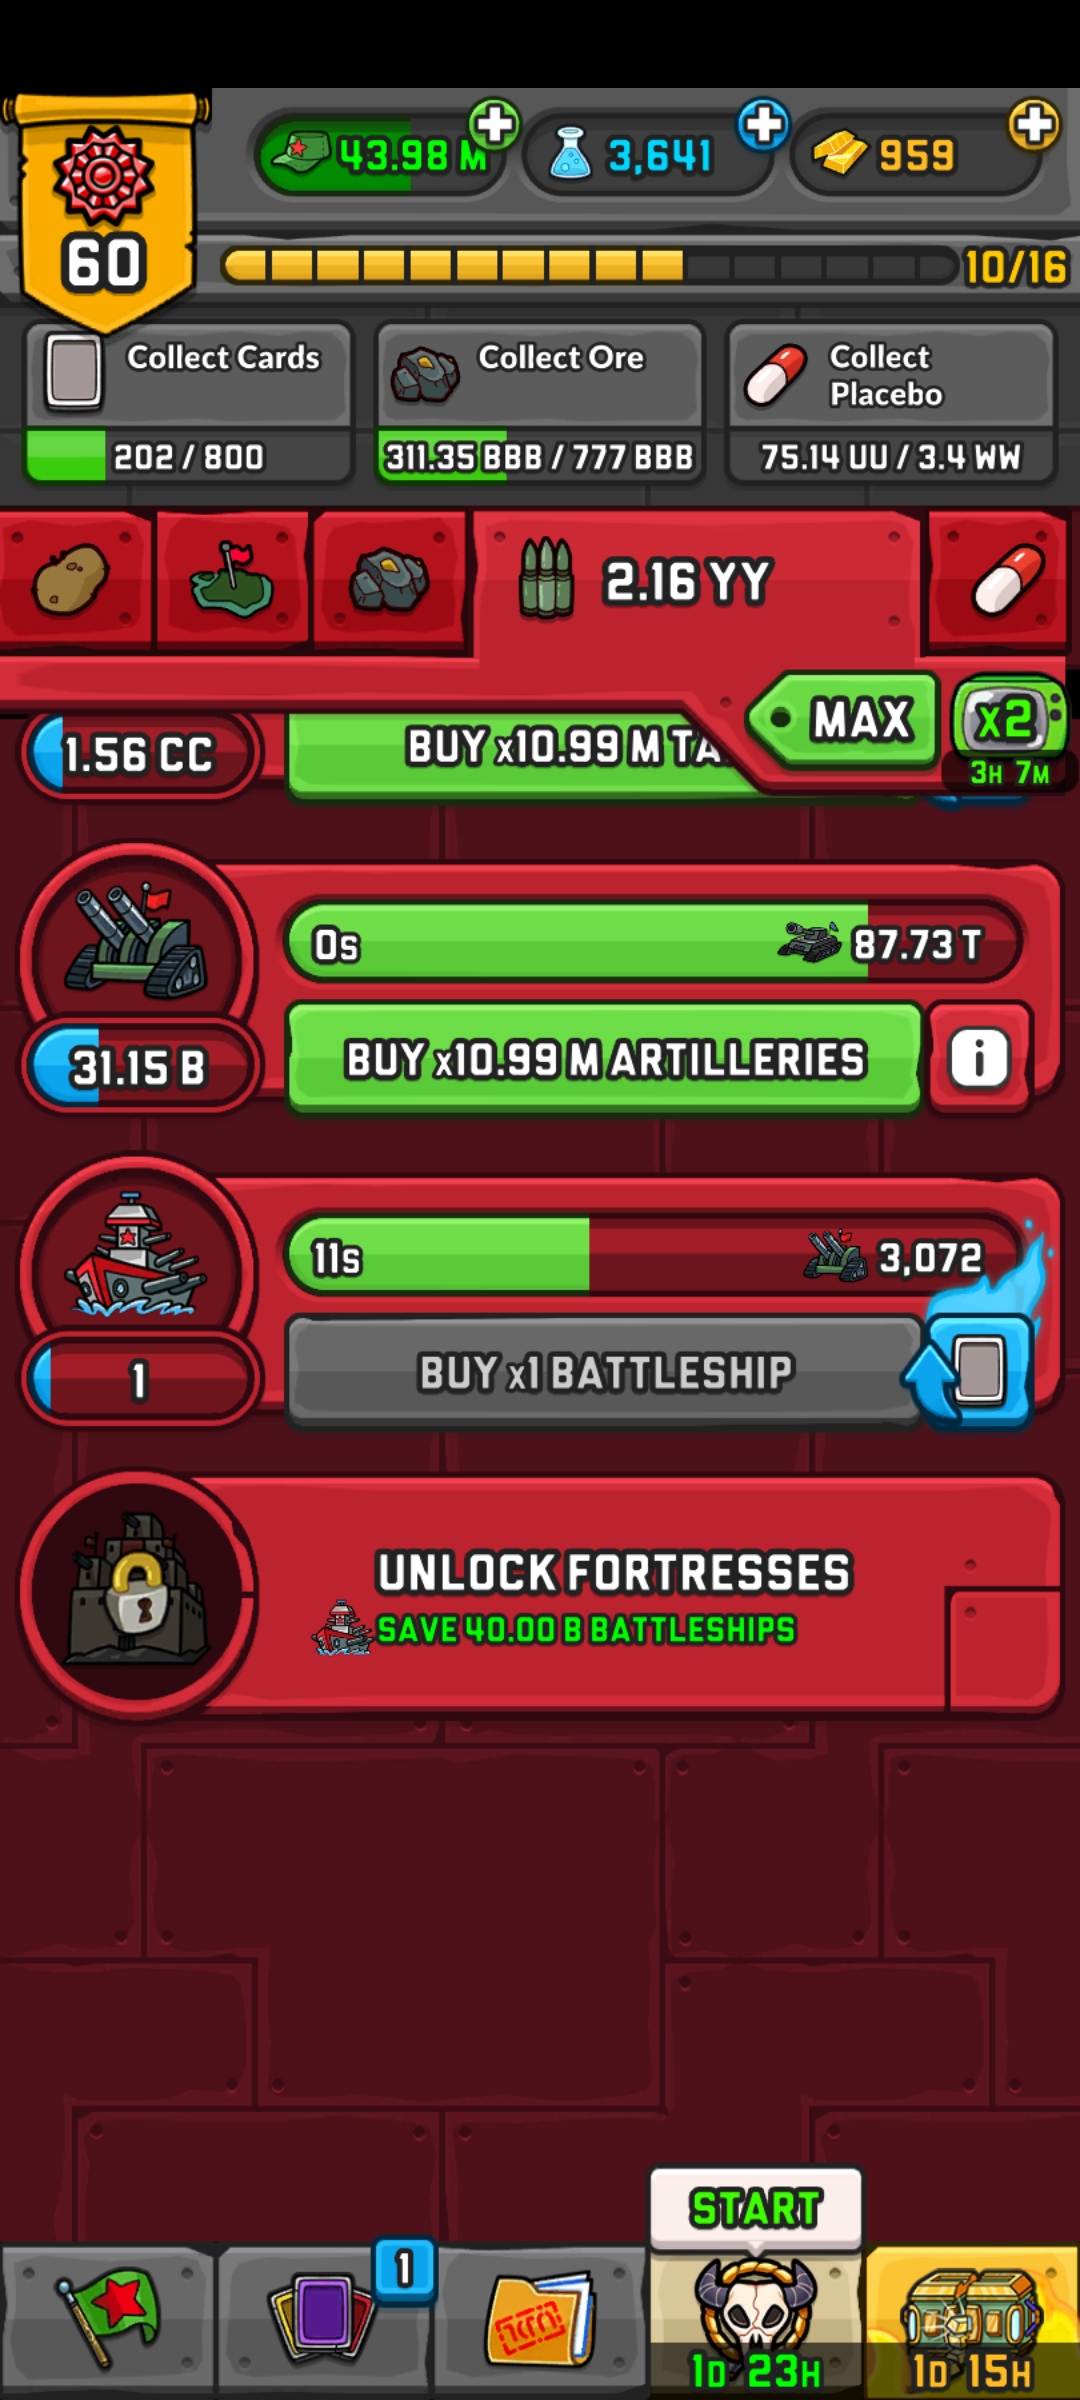 43.98 M
3,641
959
60
10/16
Collect Cards
202 / 800
Collect Ore
311.35 BBB / 777 BBB
Collect
Placebo
75.14 UU / 3.4 WW
2.16 YY
MAX
x2
3H 7M
1.56 CC
BUY x10.99 M TA
0s
87.73 T
31.15 B
BUY x10.99 M ARTILLERIES
i
11s
3,072
1
BUY x1 BATTLESHIP
UNLOCK FORTRESSES
SAVE 40.00 B BATTLESHIPS
START
1
1D 23H
1D 15H